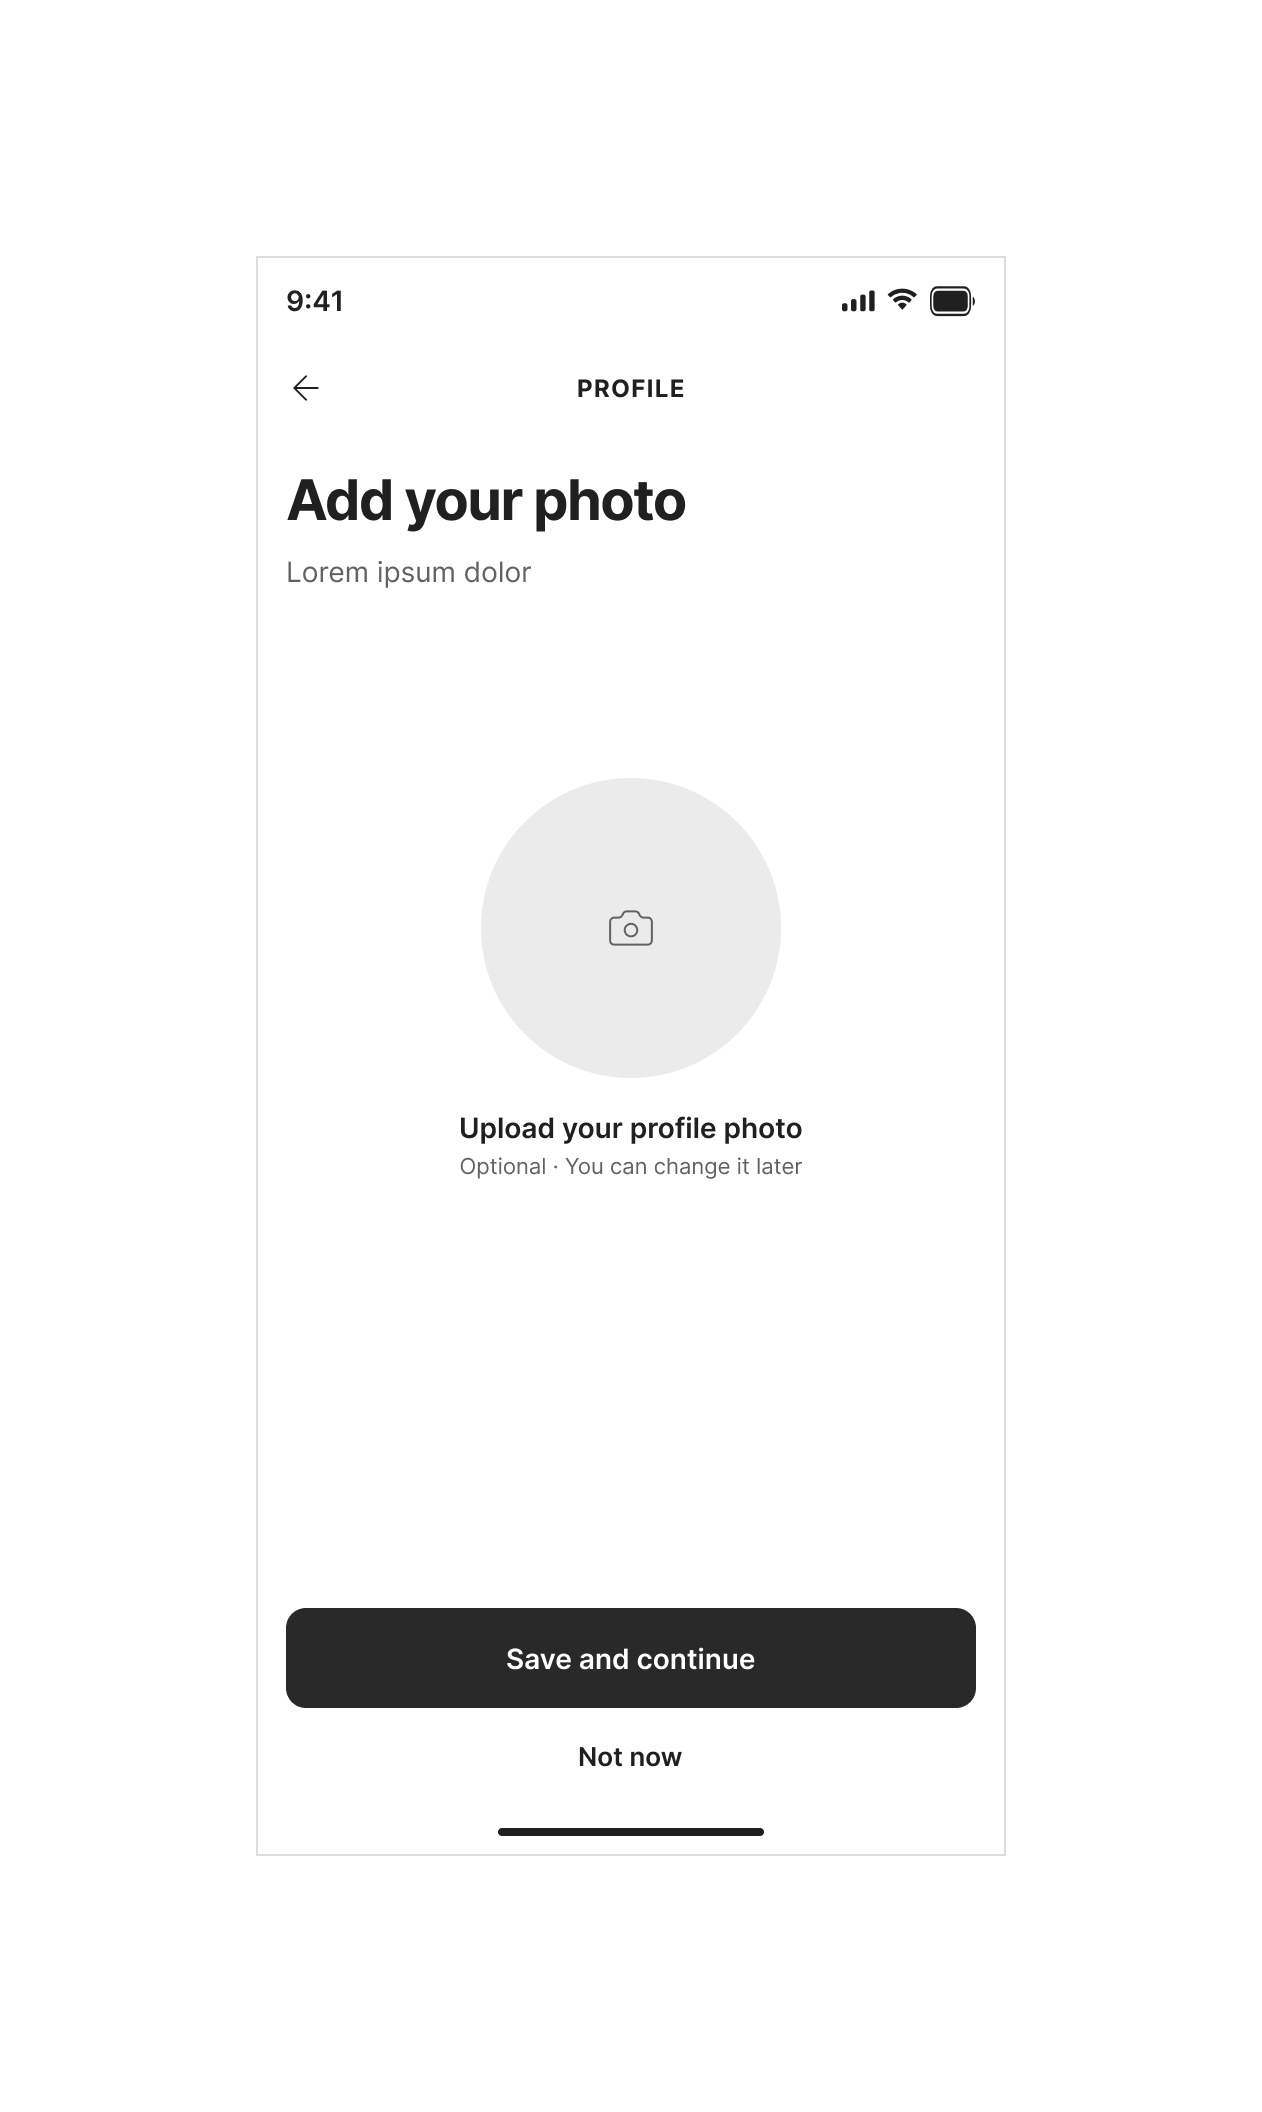 9:41
PROFILE
Add your photo
Lorem ipsum dolor
Upload your profile photo
Optional · You can change it later
Save and continue
Not now